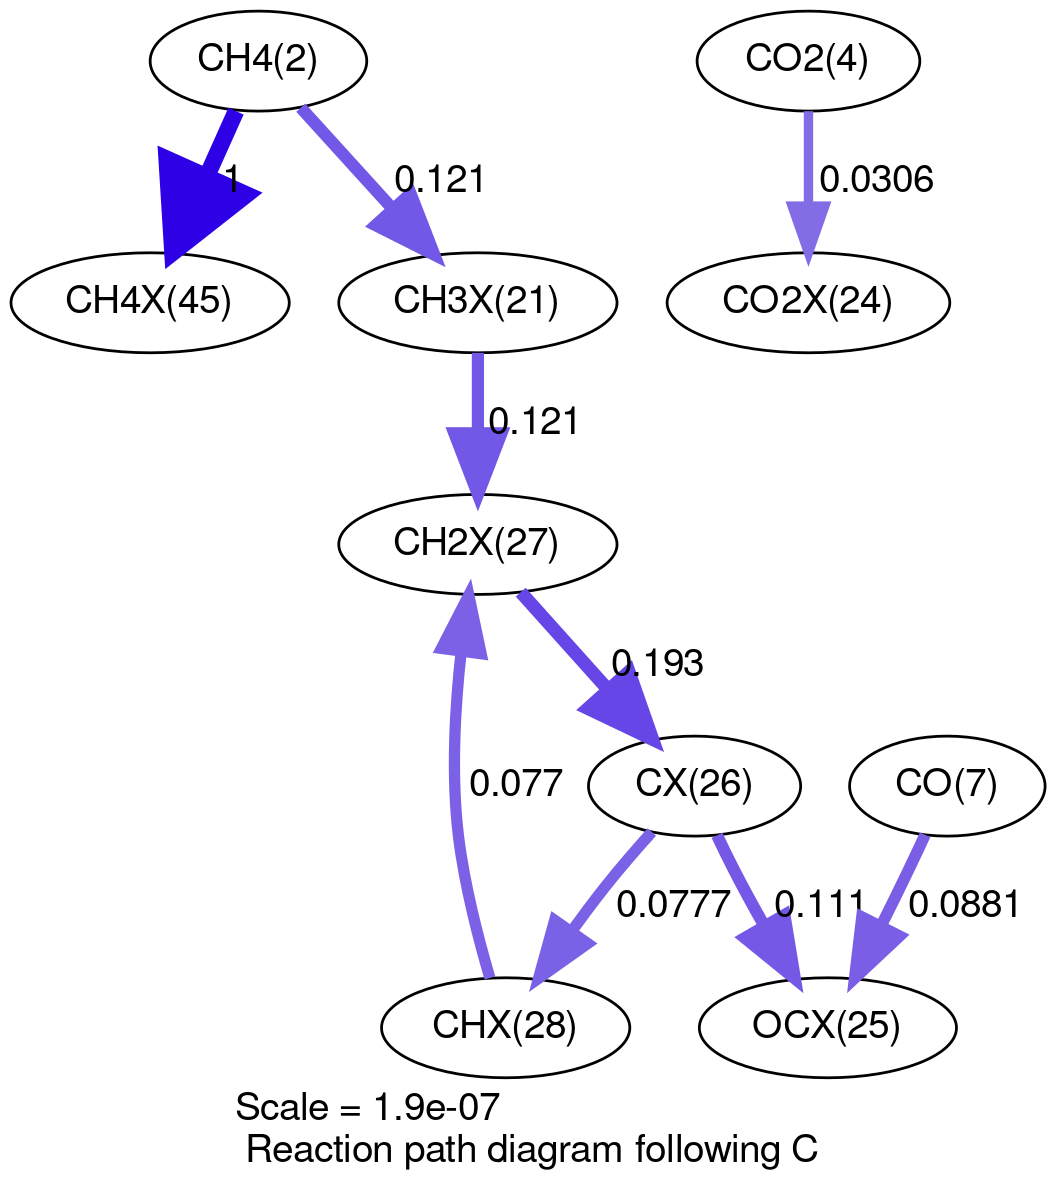 CH4(2)
CO2(4)
1
0.121
0.0306
CH4X(45)
CH3X(21)
CO2X(24)
0.121
CH2X(27)
0.193
0.077
CX(26)
CO(7)
0.0777
0.111
0.0881
CHX(28)
OCX(25)
Scale = 1.9e-07
Reaction path diagram following C